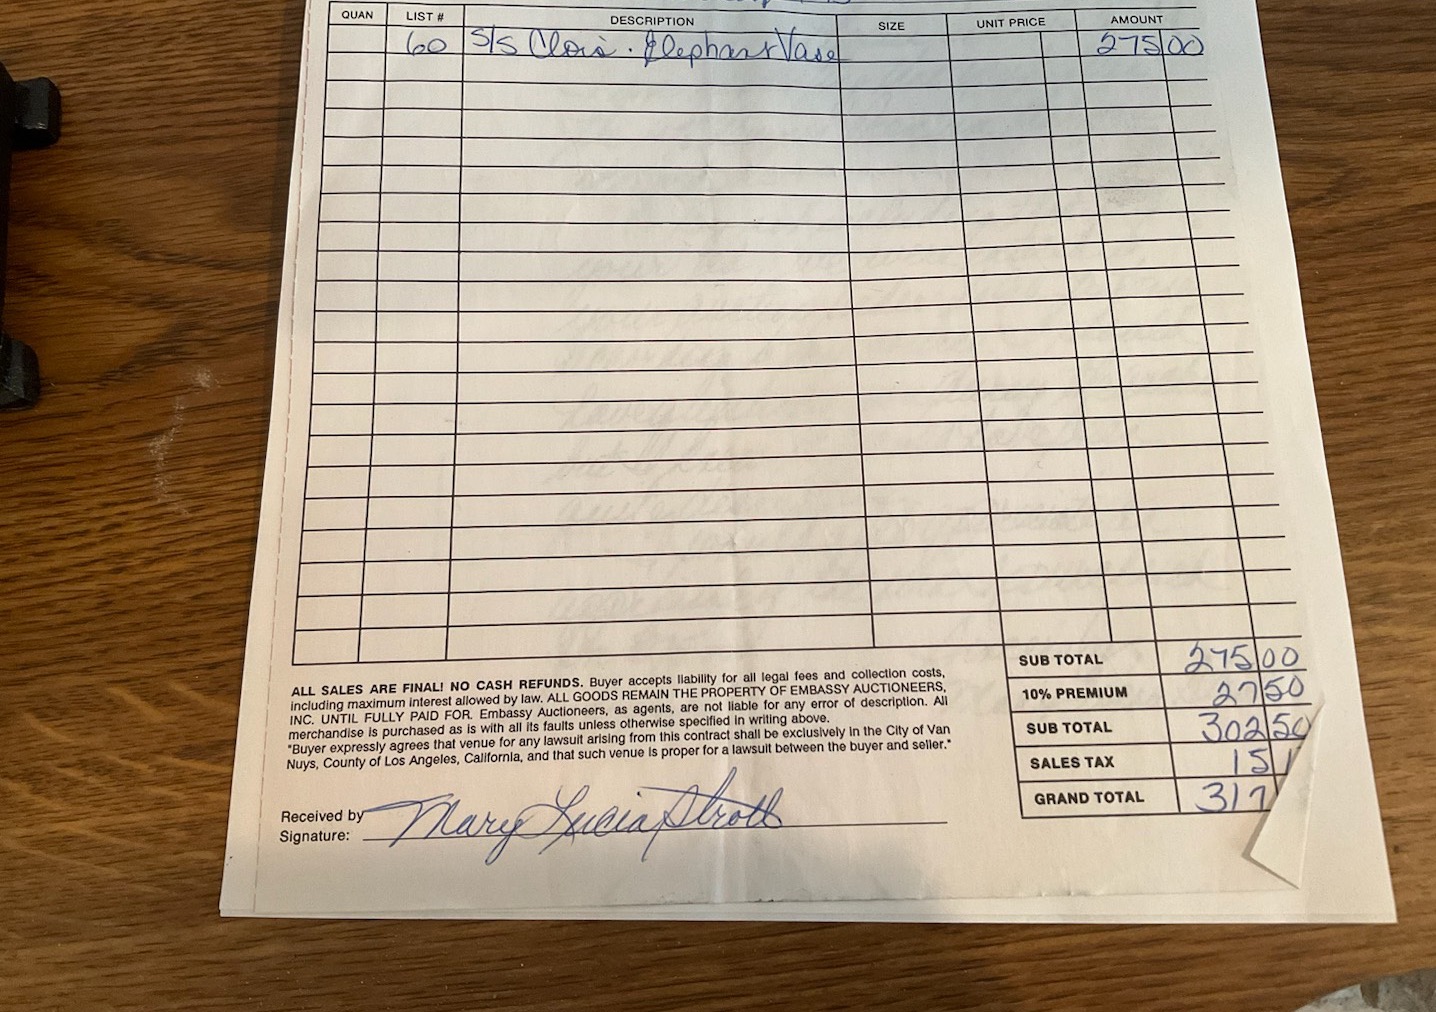 QUAN LIST # DESCRIPTION SIZE UNIT PRICE AMOUNT
60 S/S Clois. Elephant Vase 275 00
SUB TOTAL 275 00
10% PREMIUM 27 50
SUB TOTAL 302 50
SALES TAX 15 1
GRAND TOTAL 317
ALL SALES ARE FINAL! NO CASH REFUNDS. Buyer accepts liability for all legal fees and collection costs,
including maximum interest allowed by law. ALL GOODS REMAIN THE PROPERTY OF EMBASSY AUCTIONEERS,
INC. UNTIL FULLY PAID FOR. Embassy Auctioneers, as agents, are not liable for any error of description. All
merchandise is purchased as is with all its faults unless otherwise specified in writing above.
"Buyer expressly agrees that venue for any lawsuit arising from this contract shall be exclusively in the City of Van
Nuys, County of Los Angeles, California, and that such venue is proper for a lawsuit between the buyer and seller."
Received by
Signature: Mary Lucia Strott